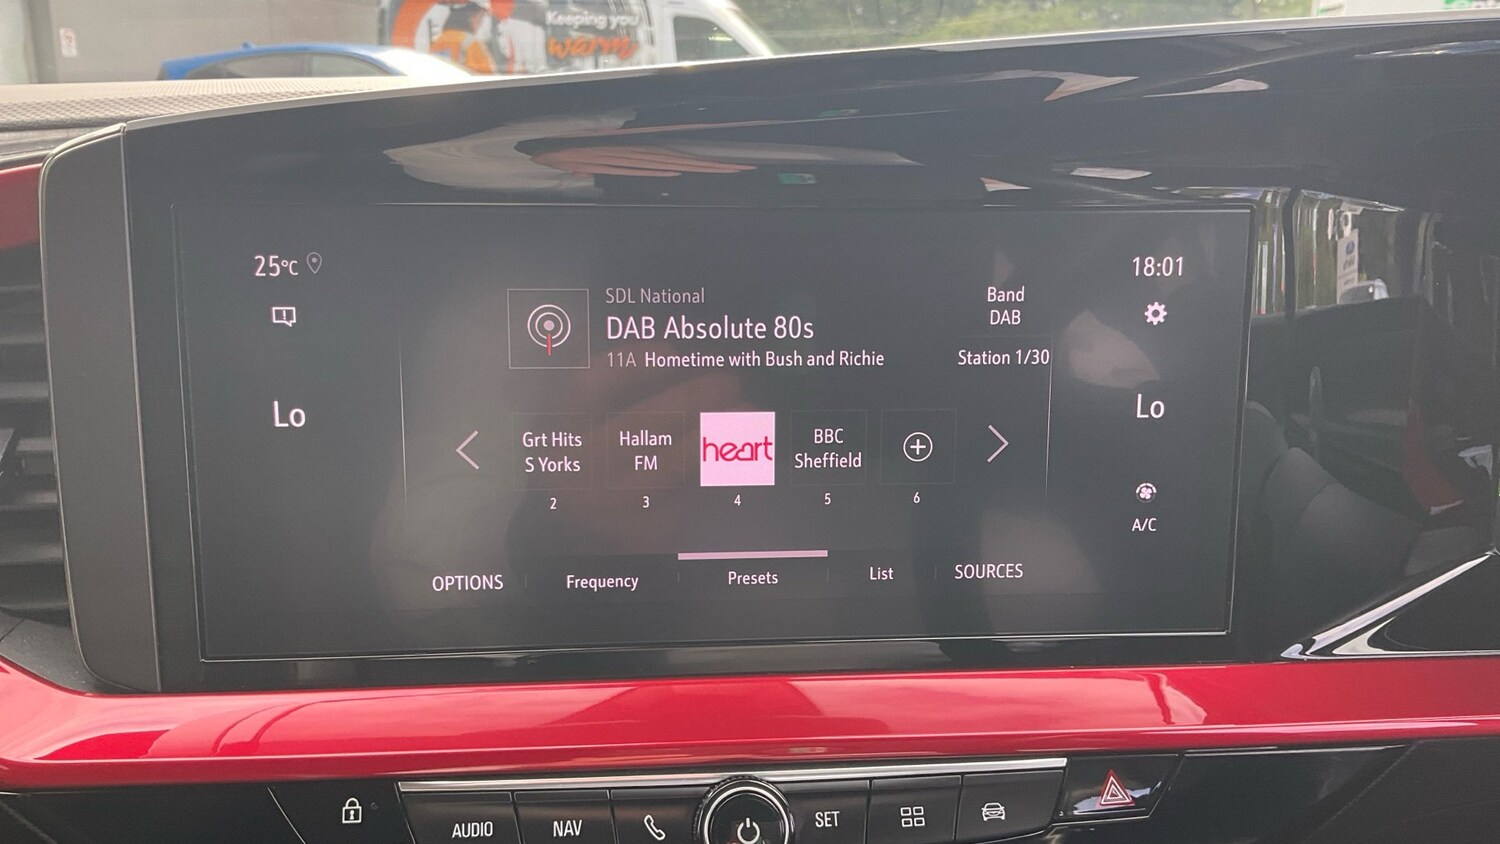 Keeping you
warm
25°C
18:01
SDL National
DAB Absolute 80s
11A Hometime with Bush and Richie
Band
DAB
Station 1/30
Lo
Lo
Grt Hits
S Yorks
2
Hallam
FM
3
heart
4
BBC
Sheffield
5
6
A/C
OPTIONS
Frequency
Presets
List
SOURCES
AUDIO
NAV
SET